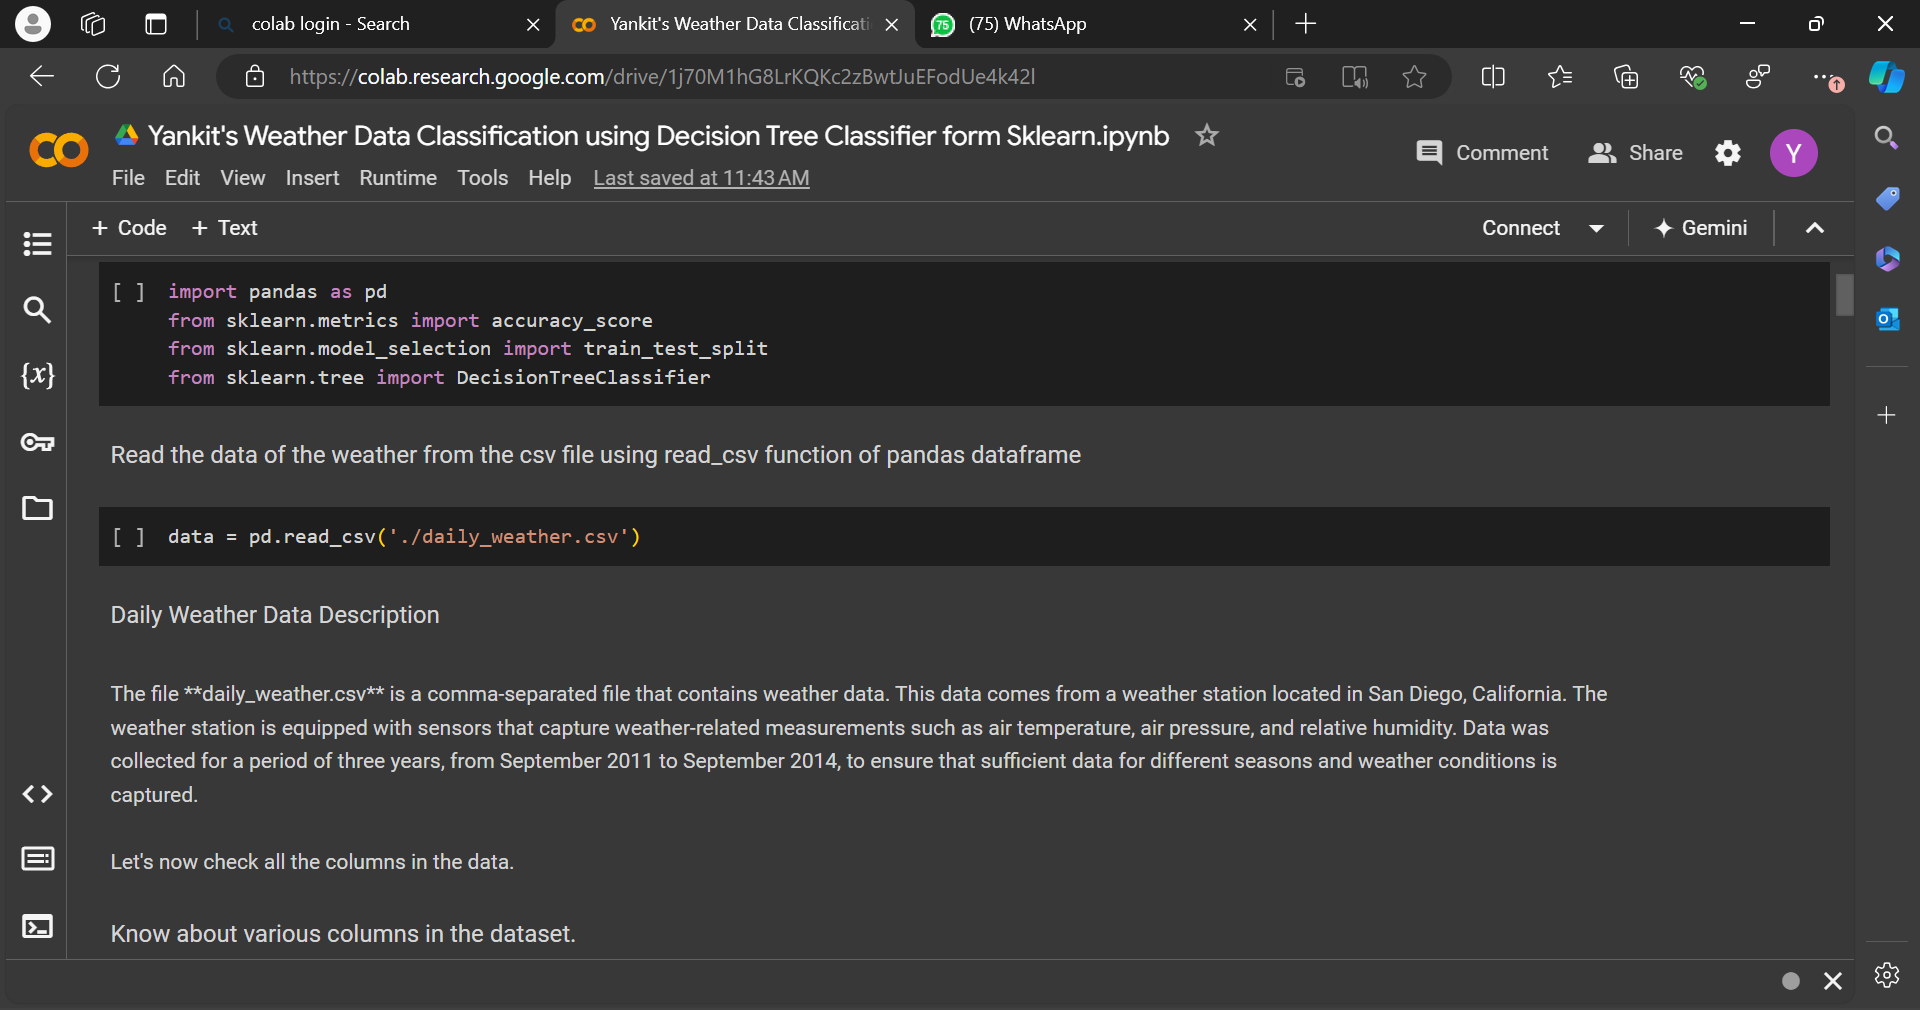 colab login - Search
Yankit's Weather Data Classificati
75
(75) WhatsApp
https://colab.research.google.com/drive/1j70M1hG8LrKQKc2zBwtJuEFodUe4k42l
Yankit's Weather Data Classification using Decision Tree Classifier form Sklearn.ipynb
Comment
Share
Y
File Edit View Insert Runtime Tools Help Last saved at 11:43 AM
+ Code + Text
Connect
Gemini
[ ] import pandas as pd
from sklearn.metrics import accuracy_score
from sklearn.model_selection import train_test_split
from sklearn.tree import DecisionTreeClassifier
{x}
Read the data of the weather from the csv file using read_csv function of pandas dataframe
[ ] data = pd.read_csv('./daily_weather.csv')
Daily Weather Data Description
The file **daily_weather.csv** is a comma-separated file that contains weather data. This data comes from a weather station located in San Diego, California. The
weather station is equipped with sensors that capture weather-related measurements such as air temperature, air pressure, and relative humidity. Data was
collected for a period of three years, from September 2011 to September 2014, to ensure that sufficient data for different seasons and weather conditions is
captured.
Let's now check all the columns in the data.
Know about various columns in the dataset.